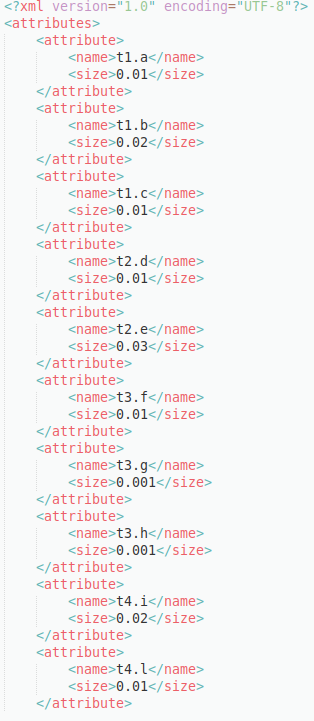 <?xml version="1.0" encoding="UTF-8"?>
<attributes>
    <attribute>
        <name>t1.a</name>
        <size>0.01</size>
    </attribute>
    <attribute>
        <name>t1.b</name>
        <size>0.02</size>
    </attribute>
    <attribute>
        <name>t1.c</name>
        <size>0.01</size>
    </attribute>
    <attribute>
        <name>t2.d</name>
        <size>0.01</size>
    </attribute>
    <attribute>
        <name>t2.e</name>
        <size>0.03</size>
    </attribute>
    <attribute>
        <name>t3.f</name>
        <size>0.01</size>
    </attribute>
    <attribute>
        <name>t3.g</name>
        <size>0.001</size>
    </attribute>
    <attribute>
        <name>t3.h</name>
        <size>0.001</size>
    </attribute>
    <attribute>
        <name>t4.i</name>
        <size>0.02</size>
    </attribute>
    <attribute>
        <name>t4.l</name>
        <size>0.01</size>
    </attribute>